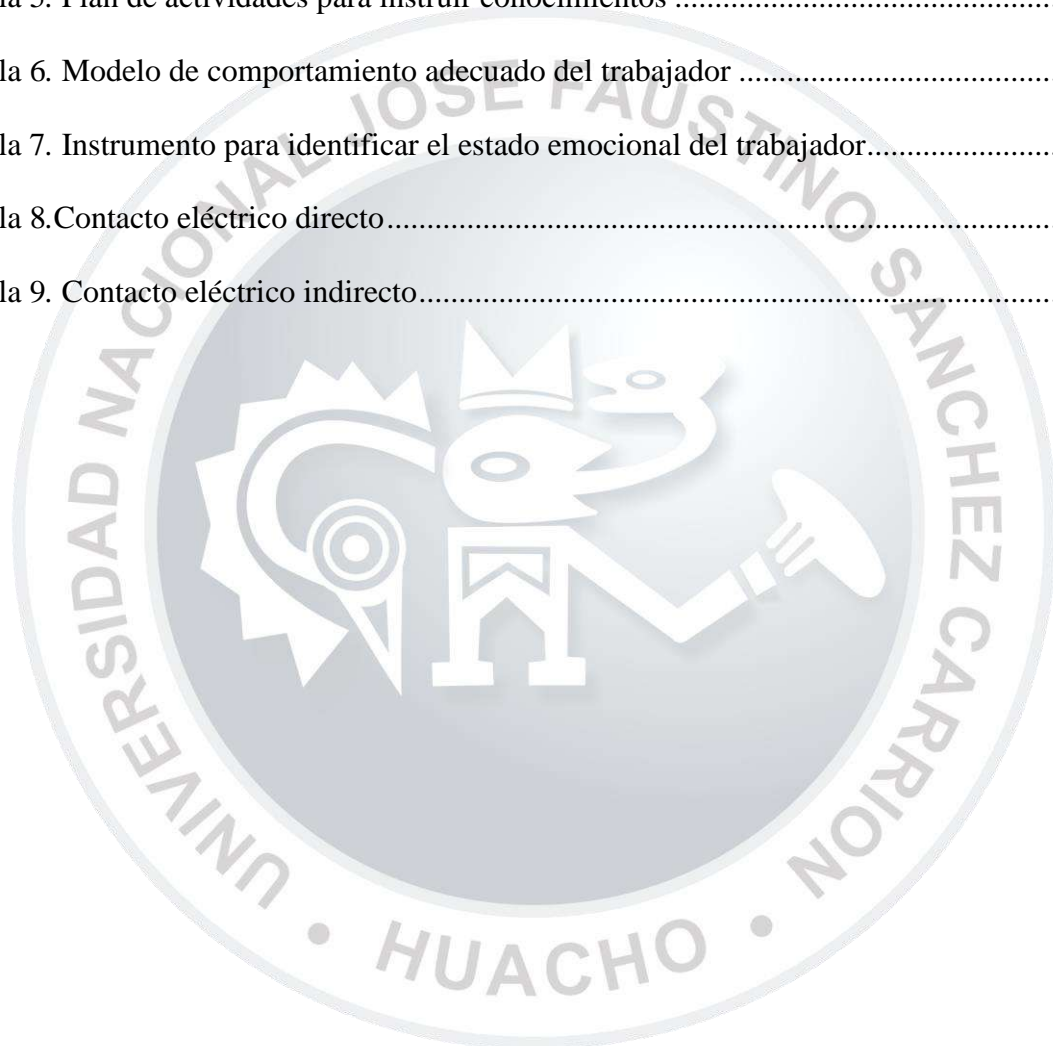 la 5. Plan de actividades para instruir conocimientos ........................................
la 6. Modelo de comportamiento adecuado del trabajador ...............................
la 7. Instrumento para identificar el estado emocional del trabajador...................
la 8.Contacto eléctrico directo.........................................................................
la 9. Contacto eléctrico indirecto.....................................................................
UNIVERSIDAD NACIONAL JOSE FAUSTINO SANCHEZ CARRION
• HUACHO •